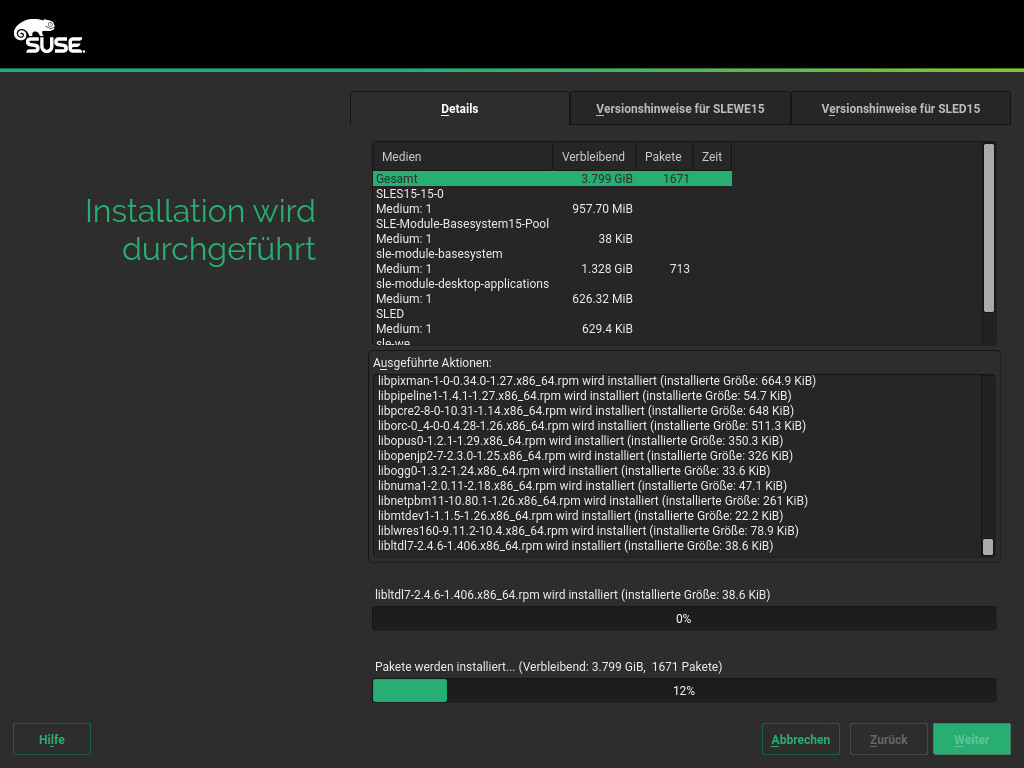 SUSE.
Details
Versionshinweise für SLEWE15
Versionshinweise für SLED15
Installation wird
durchgeführt
Medien Verbleibend Pakete Zeit
Gesamt 3.799 GiB 1671
SLES15-15-0
Medium: 1 957.70 MiB
SLE-Module-Basesystem15-Pool
Medium: 1 38 KiB
sle-module-basesystem
Medium: 1 1.328 GiB 713
sle-module-desktop-applications
Medium: 1 626.32 MiB
SLED
Medium: 1 629.4 KiB
sle-we
Ausgeführte Aktionen:
libpixman-1-0-0.34.0-1.27.x86_64.rpm wird installiert (installierte Größe: 664.9 KiB)
libpipeline1-1.4.1-1.27.x86_64.rpm wird installiert (installierte Größe: 54.7 KiB)
libpcre2-8-0-10.31-1.14.x86_64.rpm wird installiert (installierte Größe: 648 KiB)
liborc-0_4-0-0.4.28-1.26.x86_64.rpm wird installiert (installierte Größe: 511.3 KiB)
libopus0-1.2.1-1.29.x86_64.rpm wird installiert (installierte Größe: 350.3 KiB)
libopenjp2-7-2.3.0-1.25.x86_64.rpm wird installiert (installierte Größe: 326 KiB)
libogg0-1.3.2-1.24.x86_64.rpm wird installiert (installierte Größe: 33.6 KiB)
libnuma1-2.0.11-2.18.x86_64.rpm wird installiert (installierte Größe: 47.1 KiB)
libnetpbm11-10.80.1-1.26.x86_64.rpm wird installiert (installierte Größe: 261 KiB)
libmtdev1-1.1.5-1.26.x86_64.rpm wird installiert (installierte Größe: 22.2 KiB)
liblwres160-9.11.2-10.4.x86_64.rpm wird installiert (installierte Größe: 78.9 KiB)
libltdl7-2.4.6-1.406.x86_64.rpm wird installiert (installierte Größe: 38.6 KiB)
libltdl7-2.4.6-1.406.x86_64.rpm wird installiert (installierte Größe: 38.6 KiB)
0%
Pakete werden installiert... (Verbleibend: 3.799 GiB, 1671 Pakete)
12%
Hilfe
Abbrechen
Zurück
Weiter